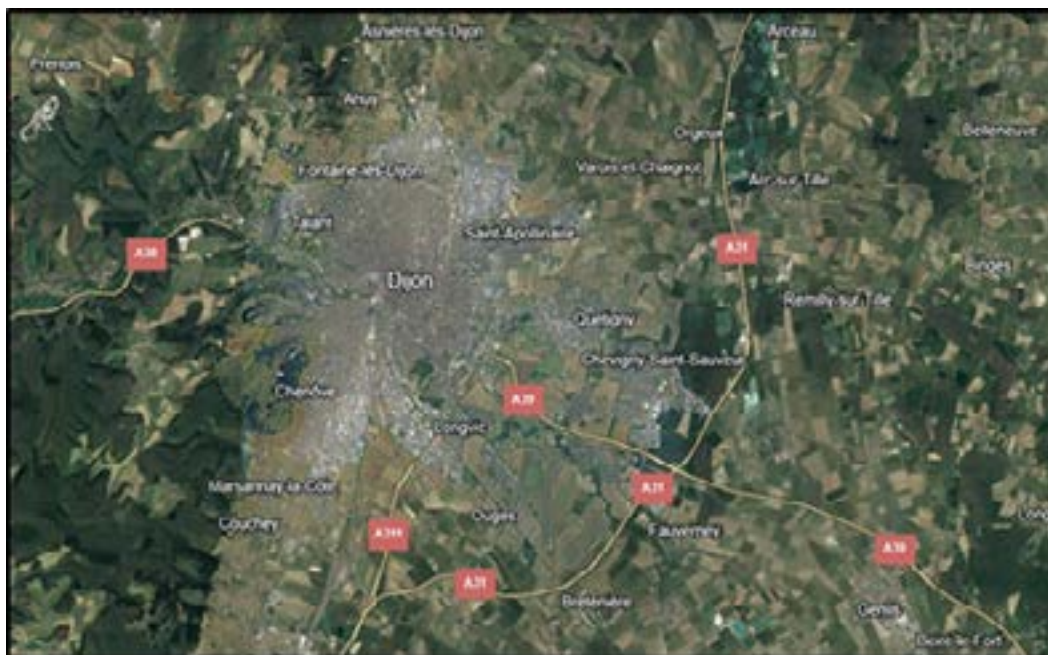 Asnières-lès-Dijon
Arceau
Prenois
Ahuy
Orgeux
Belleneuve
Fontaine-lès-Dijon
Varois-et-Chaignot
Arc-sur-Tille
Talant
Saint-Apollinaire
A38
A31
Binges
Dijon
Remilly-sur-Tille
Quetigny
Chevigny-Saint-Sauveur
Chenôve
A39
Longvic
Marsannay-la-Côte
A31
Ouges
Couchey
Fauverney
A311
A31
Bretenière
Genlis